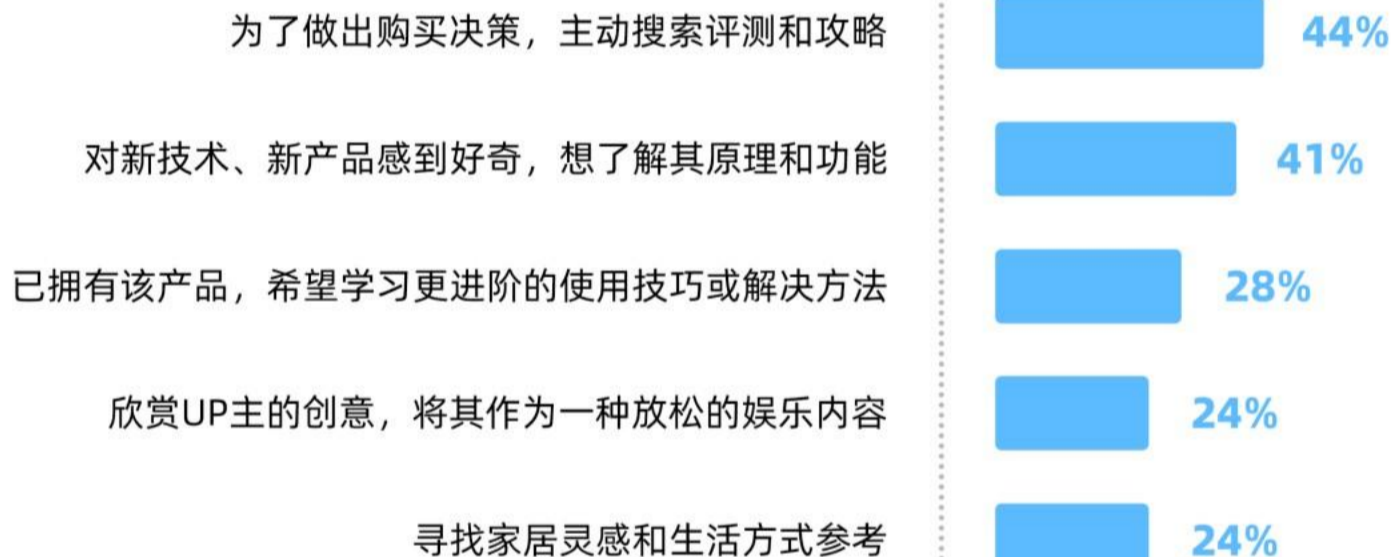 为了做出购买决策，主动搜索评测和攻略 44%
对新技术、新产品感到好奇，想了解其原理和功能 41%
已拥有该产品，希望学习更进阶的使用技巧或解决方法 28%
欣赏UP主的创意，将其作为一种放松的娱乐内容 24%
寻找家居灵感和生活方式参考 24%